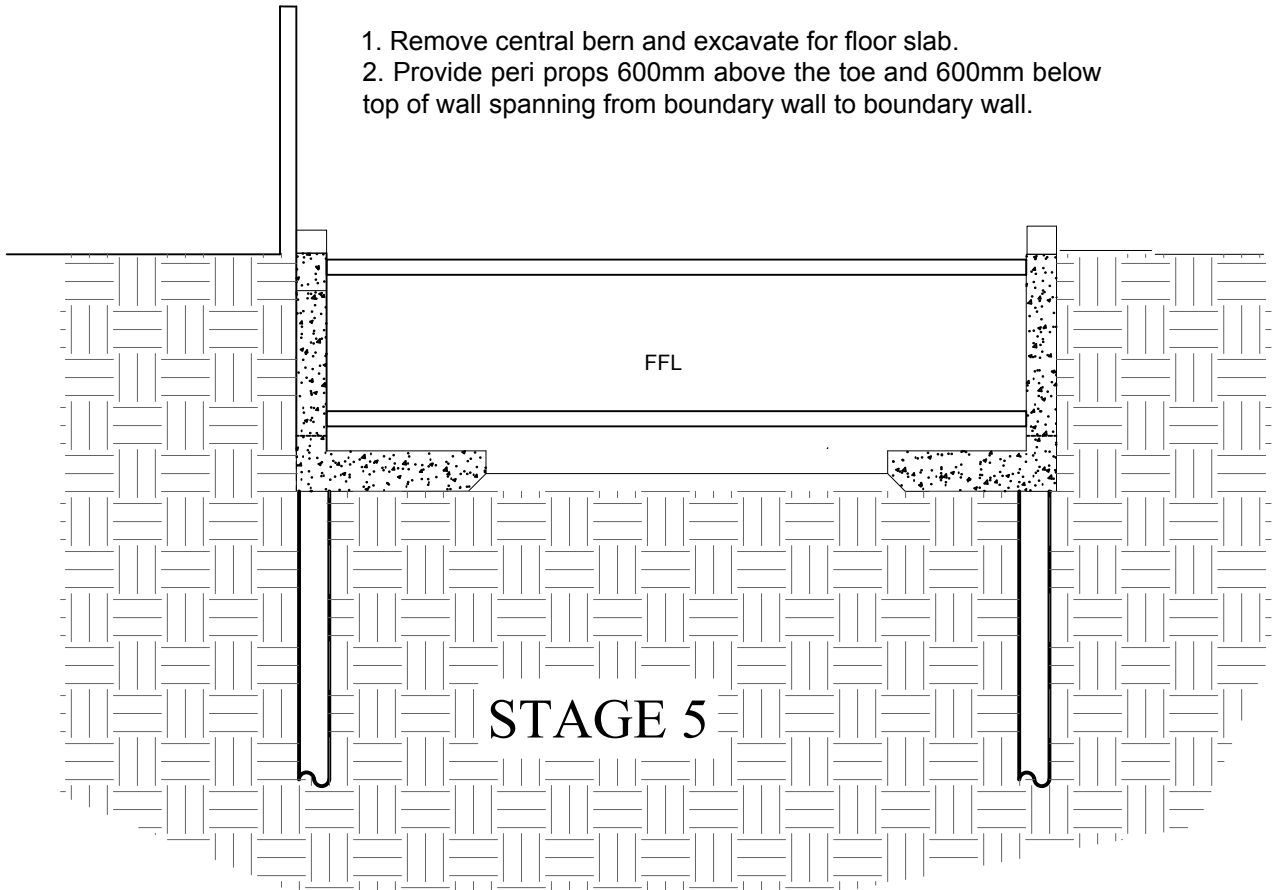 1. Remove central bern and excavate for floor slab.
2. Provide peri props 600mm above the toe and 600mm below
top of wall spanning from boundary wall to boundary wall.
FFL
STAGE 5